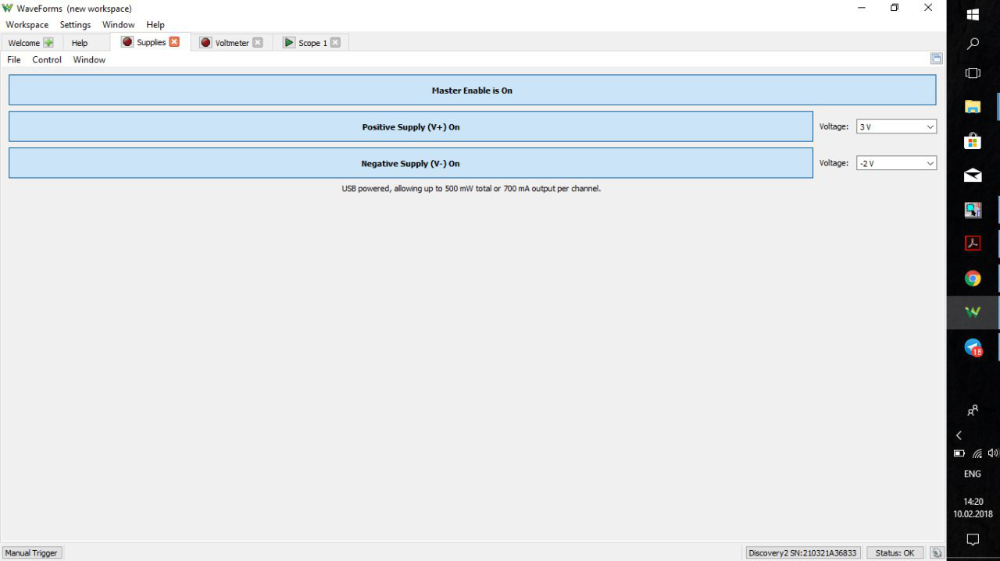 WaveForms (new workspace)
Workspace Settings Window Help
Welcome Help Supplies Voltmeter Scope 1
File Control Window
Master Enable is On
Positive Supply (V+) On Voltage: 3 V
Negative Supply (V-) On Voltage: -2 V
USB powered, allowing up to 500 mW total or 700 mA output per channel.
18
ENG
14:20
10.02.2018
Manual Trigger Discovery2 SN:210321A36833 Status: OK